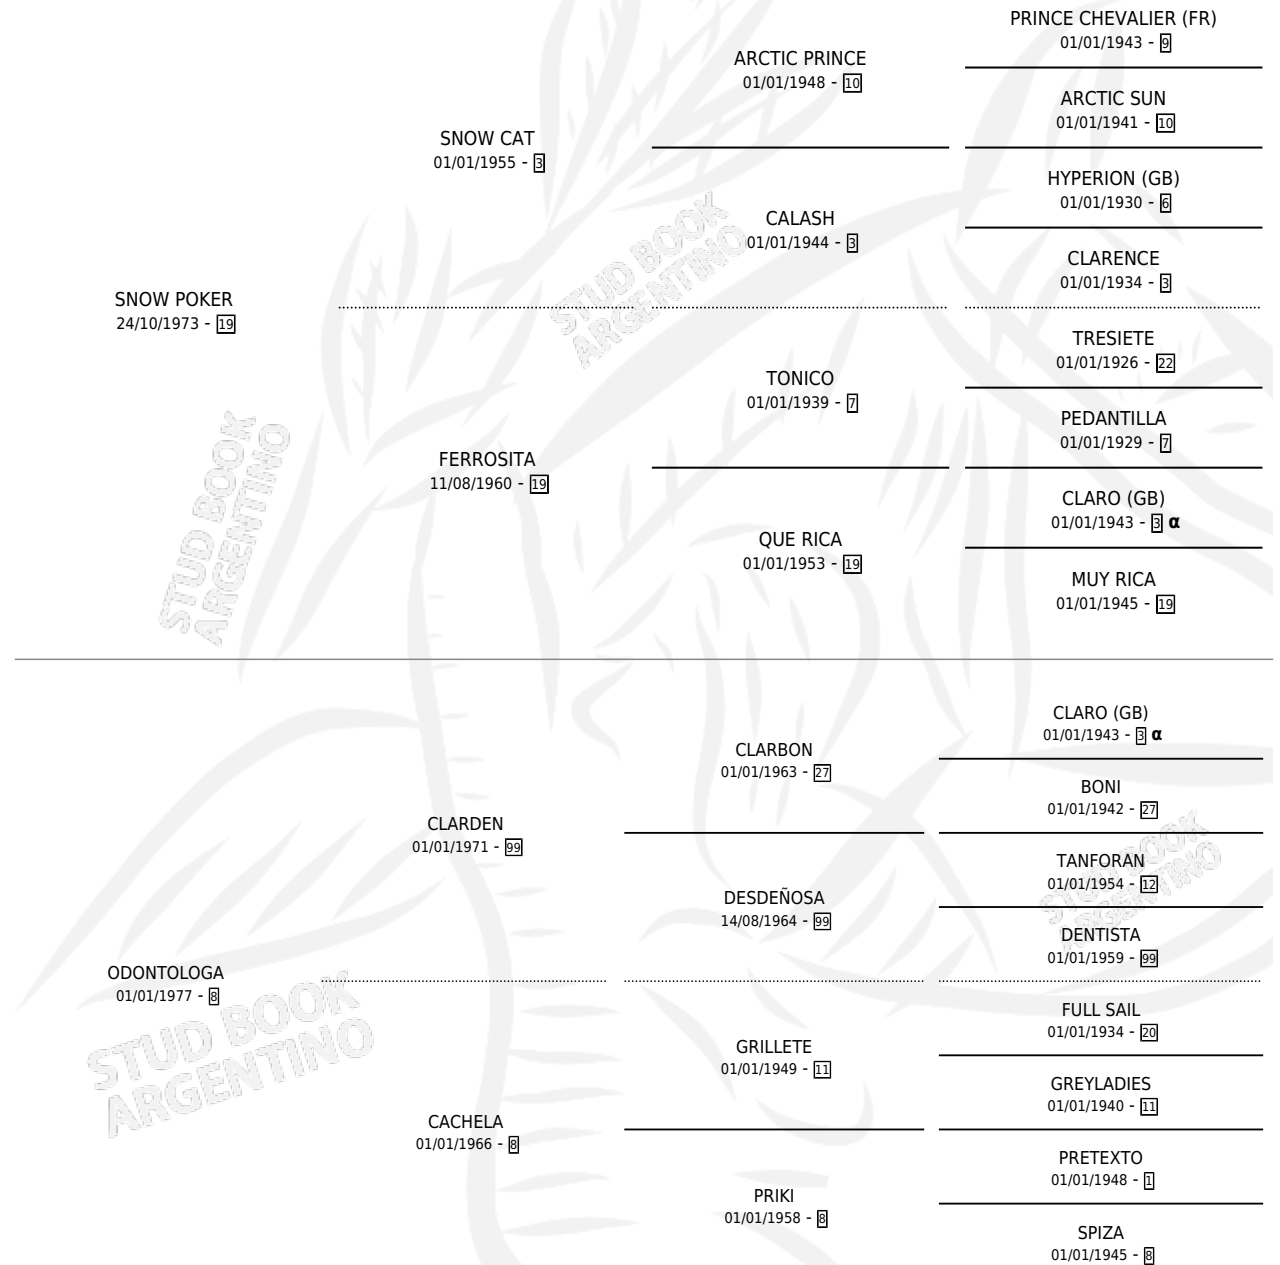 PRINCE CHEVALIER (FR)
01/01/1943 - 9
ARCTIC PRINCE
01/01/1948 - 10
ARCTIC SUN
01/01/1941 - 10
SNOW CAT
01/01/1955 - 3
HYPERION (GB)
01/01/1930 - 6
CALASH
01/01/1944 - 3
CLARENCE
01/01/1934 - 3
SNOW POKER
24/10/1973 - 19
TRESIETE
01/01/1926 - 22
TONICO
01/01/1939 - 7
PEDANTILLA
01/01/1929 - 7
FERROSITA
11/08/1960 - 19
CLARO (GB)
01/01/1943 - 3 α
QUE RICA
01/01/1953 - 19
MUY RICA
01/01/1945 - 19
CLARO (GB)
01/01/1943 - 3 α
CLARBON
01/01/1963 - 27
BONI
01/01/1942 - 27
CLARDEN
01/01/1971 - 99
TANFORAN
01/01/1954 - 12
DESDEÑOSA
14/08/1964 - 99
DENTISTA
01/01/1959 - 99
ODONTOLOGA
01/01/1977 - 8
FULL SAIL
01/01/1934 - 20
GRILLETE
01/01/1949 - 11
GREYLADIES
01/01/1940 - 11
CACHELA
01/01/1966 - 8
PRETEXTO
01/01/1948 - 1
PRIKI
01/01/1958 - 8
SPIZA
01/01/1945 - 8
STUD BOOK
ARGENTINO
STUD BOOK
ARGENTINO
STUD BOOK
ARGENTINO
STUD BOOK
ARGENTINO